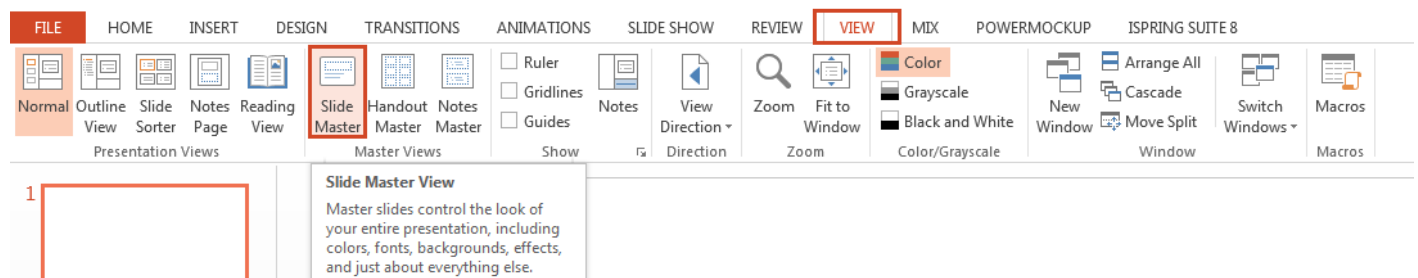 FILE HOME INSERT DESIGN TRANSITIONS ANIMATIONS SLIDE SHOW REVIEW VIEW MIX POWERMOCKUP ISPRING SUITE 8
Normal
Outline
View
Slide
Sorter
Notes
Page
Reading
View
Presentation Views
Slide
Master
Handout
Master
Notes
Master
Master Views
Ruler
Gridlines
Guides
Notes
Show
View
Direction
Direction
Zoom
Fit to
Window
Zoom
Color
Grayscale
Black and White
Color/Grayscale
New
Window
Arrange All
Cascade
Move Split
Switch
Windows
Window
Macros
Macros
1
Slide Master View
Master slides control the look of
your entire presentation, including
colors, fonts, backgrounds, effects,
and just about everything else.